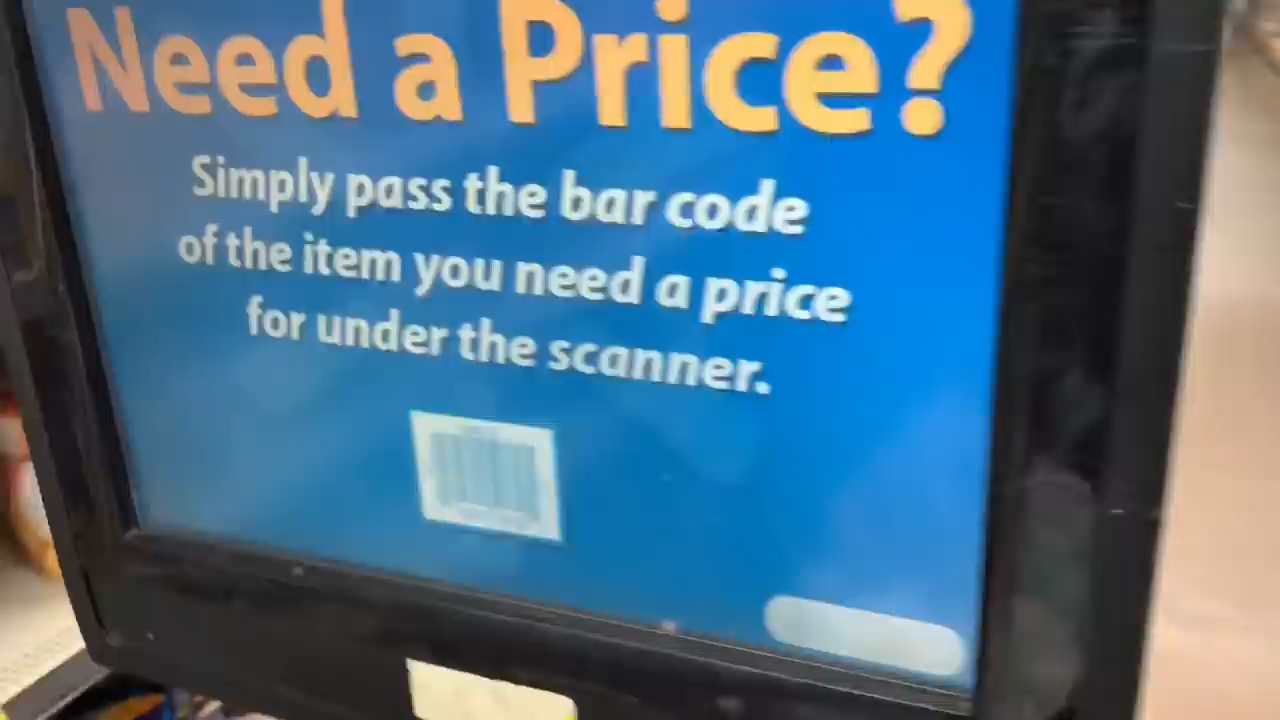 Need a Price?
Simply pass the bar code
of the item you need a price
for under the scanner.